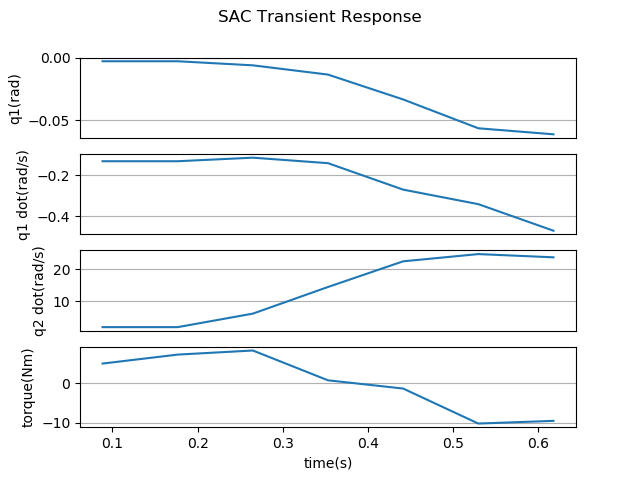 SAC Transient Response
q1(rad)
0.00
−0.05
q1 dot(rad/s)
−0.2
−0.4
q2 dot(rad/s)
20
10
torque(Nm)
0
−10
0.1 0.2 0.3 0.4 0.5 0.6
time(s)